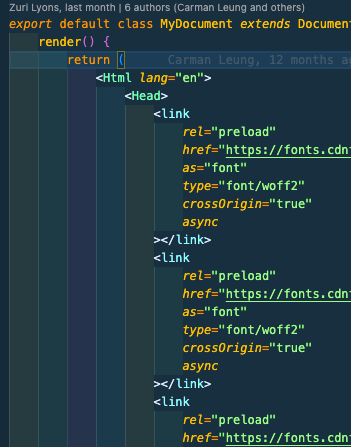 Zuri Lyons, last month | 6 authors (Carman Leung and others)
export default class MyDocument extends Document
render() {
return ( Carman Leung, 12 months
<Html lang="en">
<Head>
<link
rel="preload"
href="https://fonts.cdn
as="font"
type="font/woff2"
crossOrigin="true"
async
></link>
<link
rel="preload"
href="https://fonts.cdn
as="font"
type="font/woff2"
crossOrigin="true"
async
></link>
<link
rel="preload"
href="https://fonts.cdn